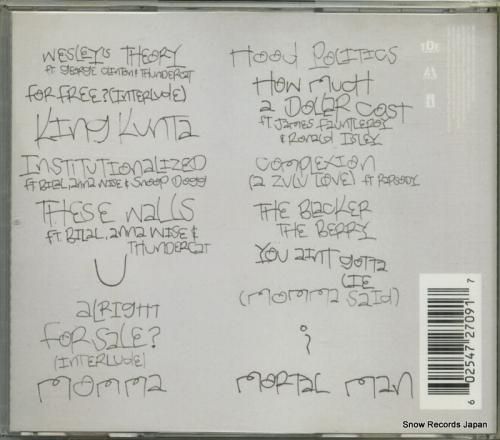 WESLEY'S THEORY
ft GEORGE CLINTON & THUNDERCAT
FOR FREE? (INTERLUDE)
KING KUNTA
INSTITUTIONALIZED
ft BILAL, ANNA WISE & SNOOP DOGG
THESE WALLS
ft BILAL, ANNA WISE &
THUNDERCAT
U
ALRIGHT
FOR SALE?
(INTERLUDE)
MOMMA
HOOD POLITICS
HOW MUCH
A DOLLAR COST
ft JAMES FAUNTLEROY
& RONALD ISLEY
COMPLEXION
(A ZULU LOVE) ft RAPSODY
THE BLACKER
THE BERRY
YOU AINT GOTTA
LIE
(MOMMA SAID)
i
MORTAL MAN
TDE
6 02547 27091 7
Snow Records Japan